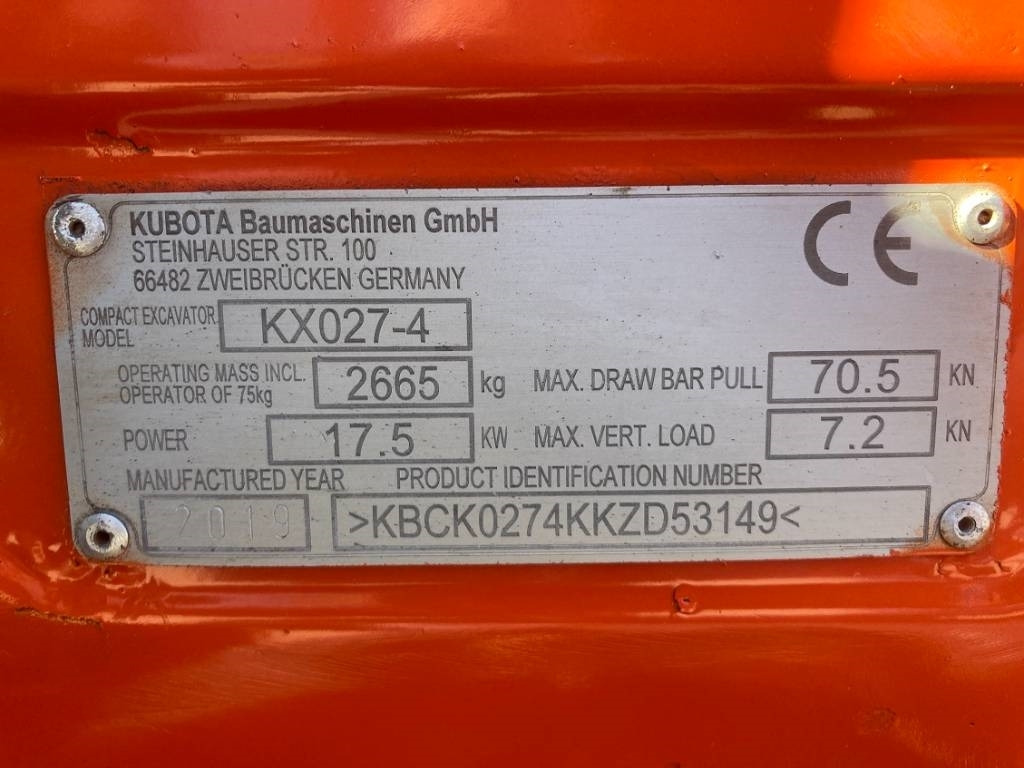 KUBOTA Baumaschinen GmbH
STEINHAUSER STR. 100
66482 ZWEIBRÜCKEN GERMANY
CE
COMPACT EXCAVATOR
MODEL
KX027-4
OPERATING MASS INCL.
OPERATOR OF 75kg
2665 kg
MAX. DRAW BAR PULL 70.5 KN
POWER 17.5 KW
MAX. VERT. LOAD 7.2 KN
MANUFACTURED YEAR
PRODUCT IDENTIFICATION NUMBER
2019
>KBCK0274KKZD53149<